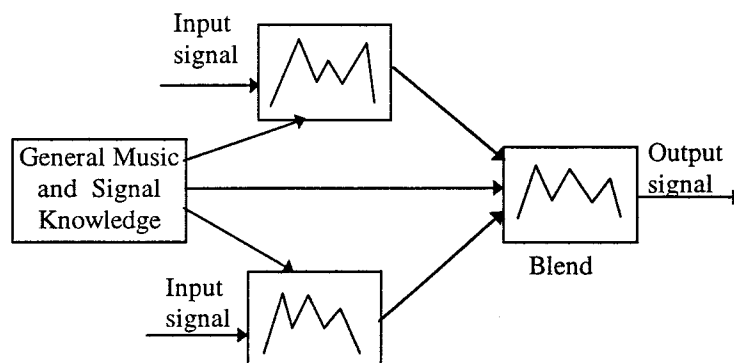 Input
signal
General Music
and Signal
Knowledge
Output
signal
Blend
Input
signal